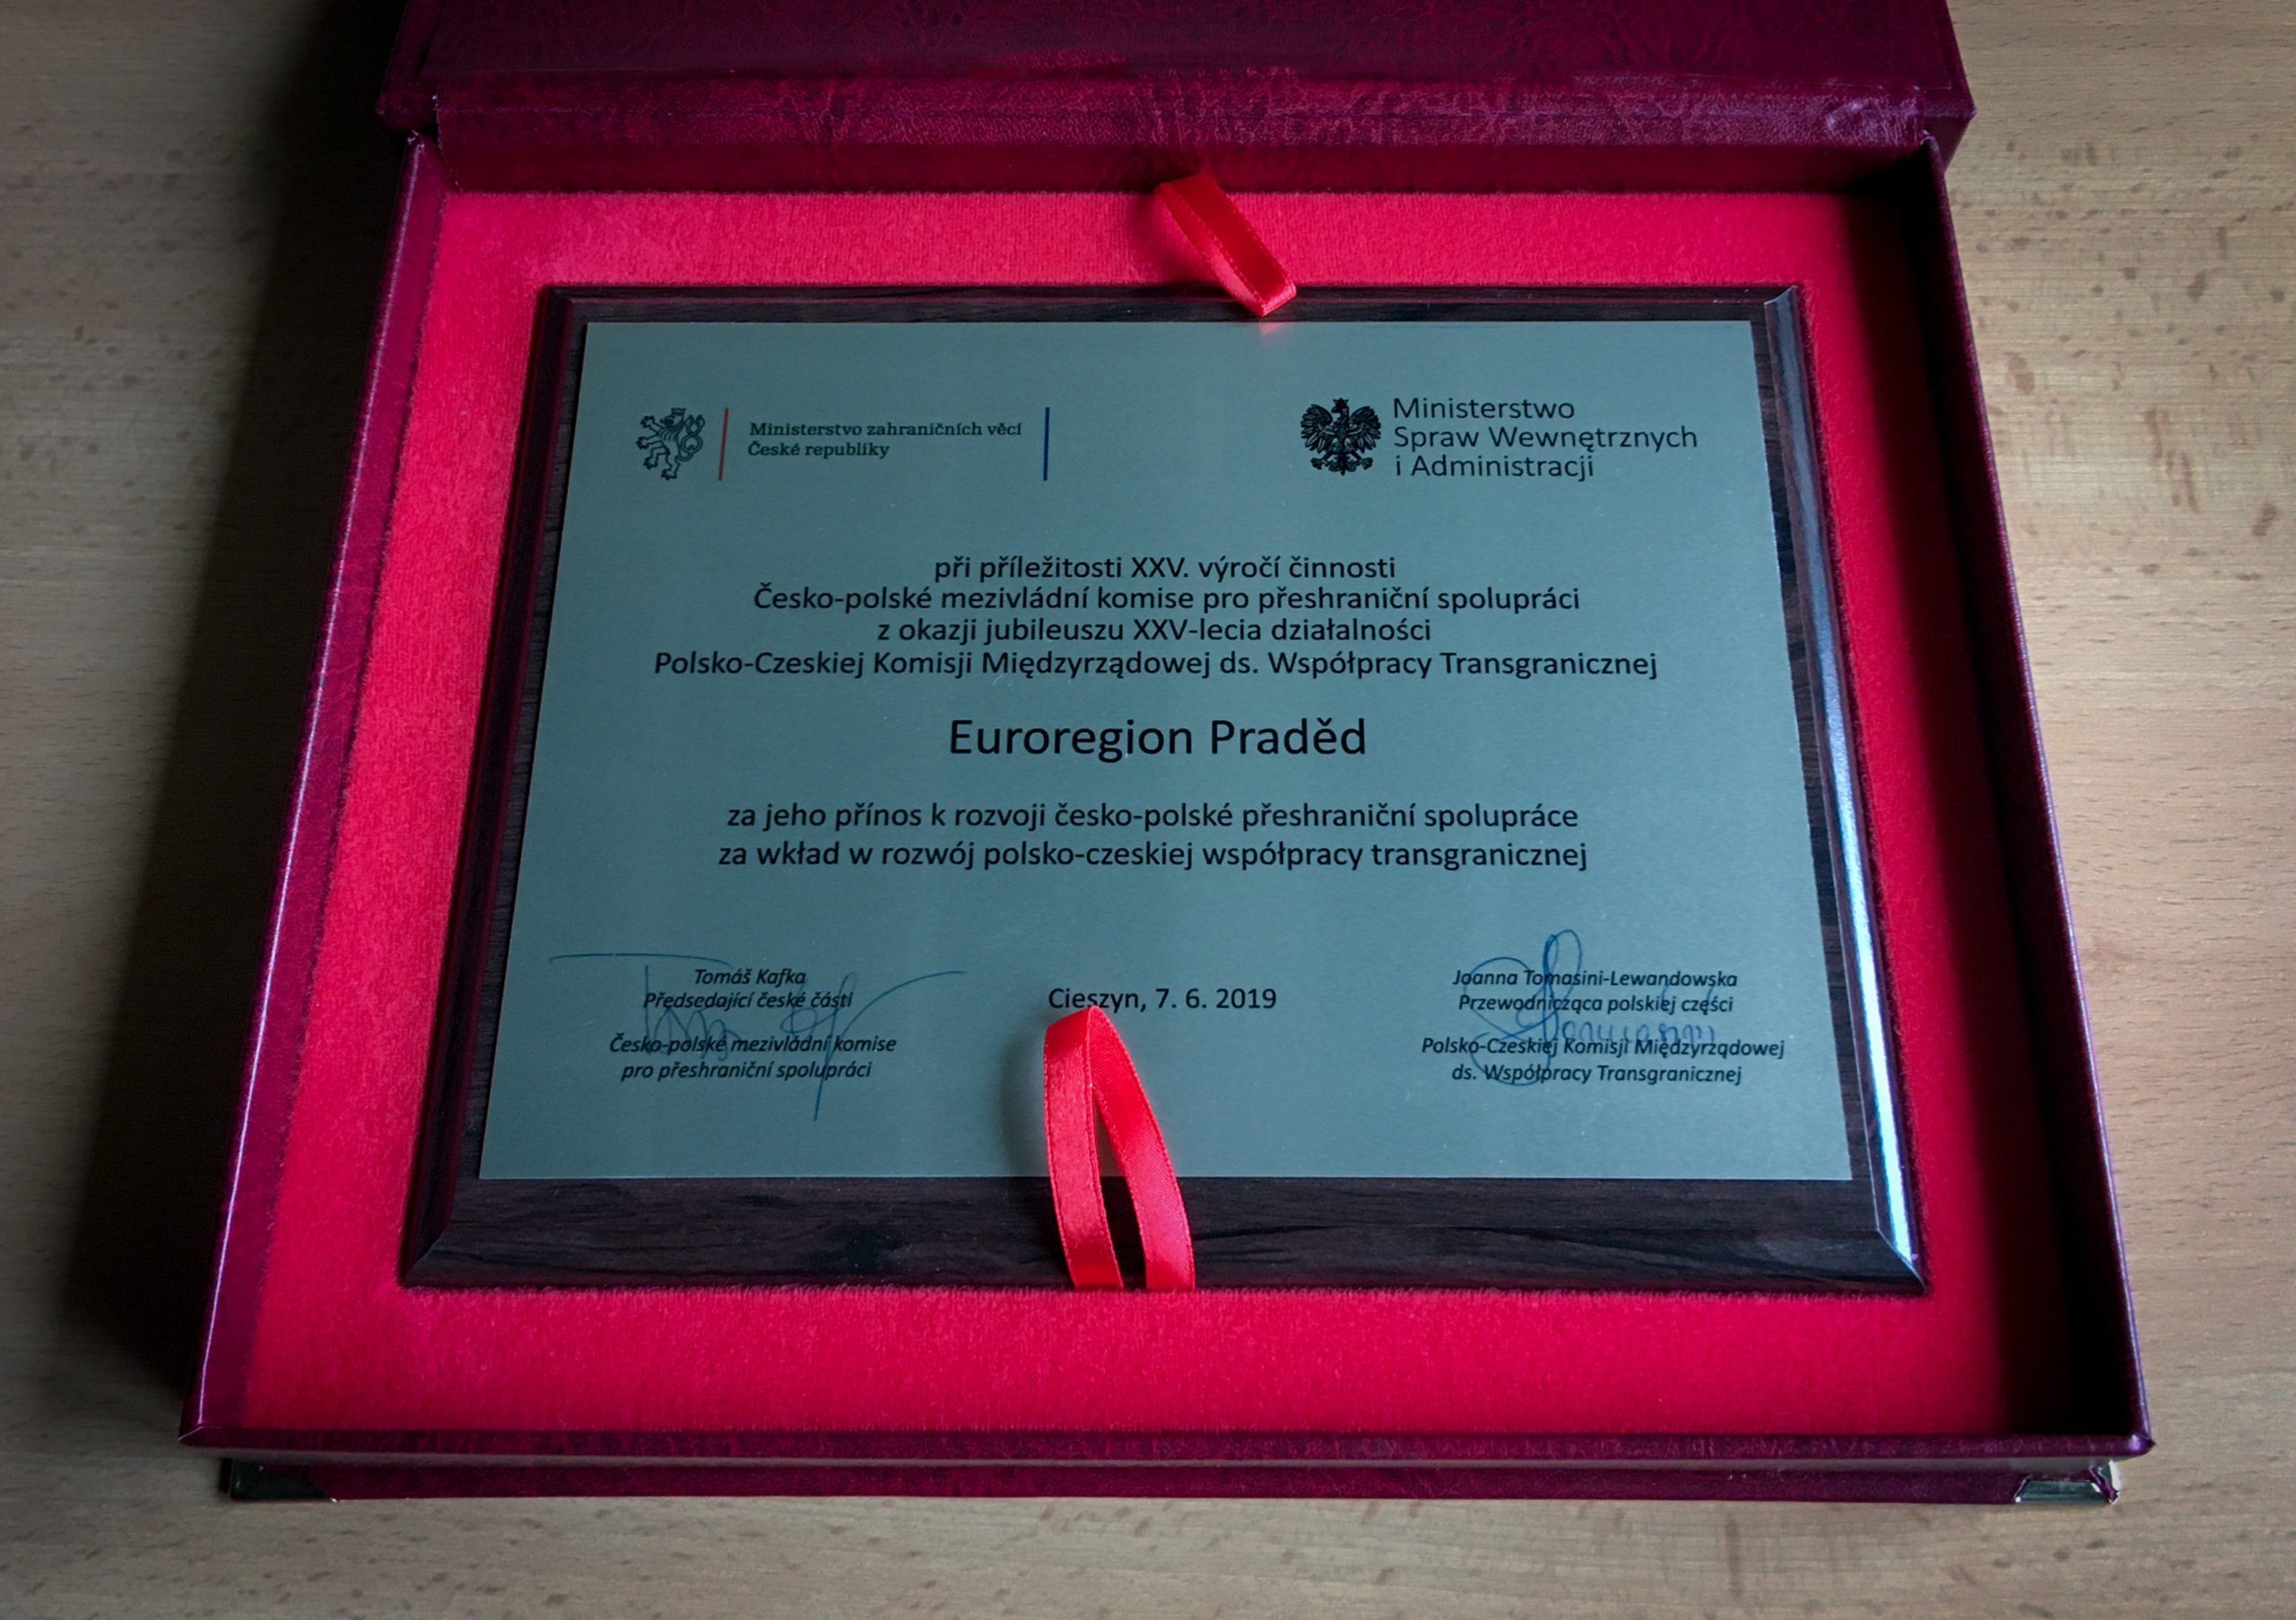 Ministerstvo zahraničních věcí
České republiky
Ministerstwo
Spraw Wewnętrznych
i Administracji
při příležitosti XXV. výročí činnosti
Česko-polské mezivládní komise pro přeshraniční spolupráci
z okazji jubileuszu XXV-lecia działalności
Polsko-Czeskiej Komisji Międzyrządowej ds. Współpracy Transgranicznej
Euroregion Praděd
za jeho přínos k rozvoji česko-polské přeshraniční spolupráce
za wkład w rozwój polsko-czeskiej współpracy transgranicznej
Tomáš Kafka
Předsedající české části
Česko-polské mezivládní komise
pro přeshraniční spolupráci
Cieszyn, 7. 6. 2019
Joanna Tomasini-Lewandowska
Przewodnicząca polskiej części
Polsko-Czeskiej Komisji Międzyrządowej
ds. Współpracy Transgranicznej